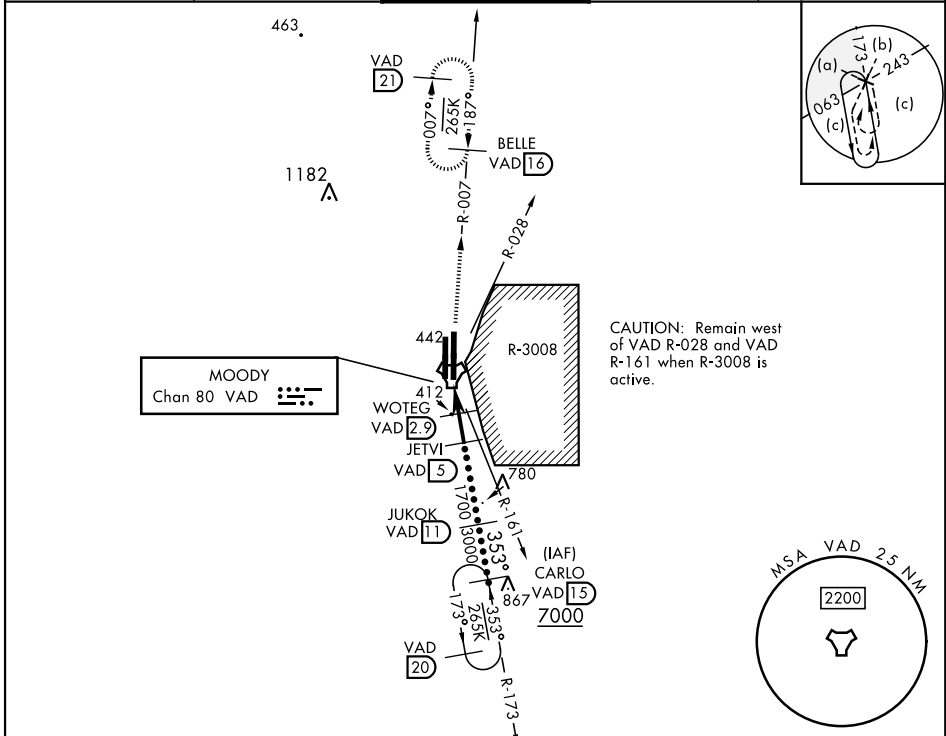 463
VAD
21
007°
265K
187°
BELLE
VAD 16
1182
R-007
R-028
173
(a)
(b)
243
063
(c)
(c)
442
R-3008
CAUTION: Remain west
of VAD R-028 and VAD
R-161 when R-3008 is
active.
MOODY
Chan 80 VAD
412
WOTEG
VAD 2.9
JETVI
VAD 5
780
1700
R-161
JUKOK
VAD 11
3000
353°
(IAF)
CARLO
VAD 15
7000
867
173°
265K
353°
VAD
20
R-173
MSA VAD 25 NM
2200